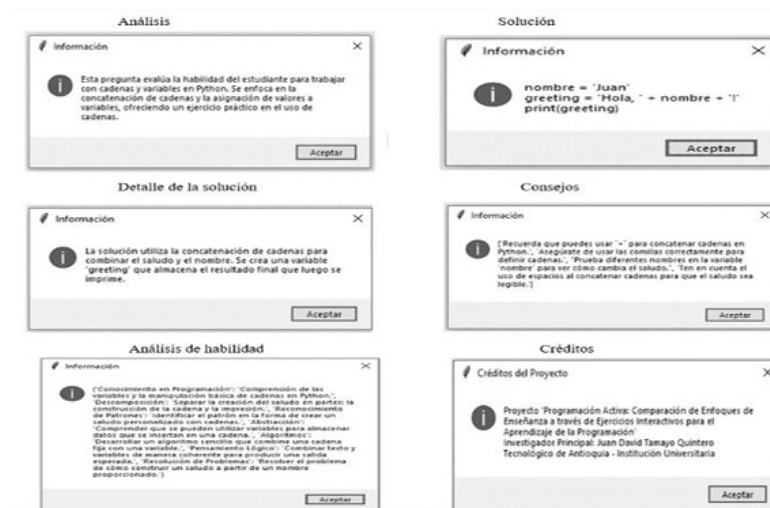 Análisis
Información
Esta pregunta evalúa la habilidad del estudiante para trabajar
con cadenas y variables en Python. Se enfoca en la
concatenación de cadenas y la asignación de valores a
variables, ofreciendo un ejercicio práctico en el uso de
cadenas.
Aceptar
Solución
Información
nombre = 'Juan'
greeting = 'Hola, ' + nombre + '!'
print(greeting)
Aceptar
Detalle de la solución
Información
La solución utiliza la concatenación de cadenas para
combinar el saludo y el nombre. Se crea una variable
'greeting' que almacena el resultado final que luego se
imprime.
Aceptar
Consejos
Información
['Recuerda que puedes usar '+' para concatenar cadenas en
Python.', 'Asegúrate de usar las comillas correctamente para
definir cadenas.', 'Prueba diferentes nombres en la variable
'nombre' para ver cómo cambia el saludo.', 'Ten en cuenta el
uso de espacios al concatenar cadenas para que el saludo sea
legible.']
Aceptar
Análisis de habilidad
Información
{'Conocimiento en Programación': 'Comprensión de las
variables y la manipulación básica de cadenas en Python.',
'Descomposición': 'Separar la creación del saludo en partes: la
construcción de la cadena y la impresión.', 'Reconocimiento
de Patrones': 'Identificar el patrón en la forma de crear un
saludo personalizado con cadenas.', 'Abstracción':
'Comprender que se pueden utilizar variables para almacenar
datos que se insertan en una cadena.', 'Algoritmos':
'Desarrollar un algoritmo sencillo que combine una cadena
fija con una variable.', 'Pensamiento Lógico': 'Combinar texto y
variables de manera coherente para producir una salida
esperada.', 'Resolución de Problemas': 'Resolver el problema
de cómo construir un saludo a partir de un nombre
proporcionado.'}
Aceptar
Créditos
Créditos del Proyecto
Proyecto 'Programación Activa: Comparación de Enfoques de
Enseñanza a través de Ejercicios Interactivos para el
Aprendizaje de la Programación'
Investigador Principal: Juan David Tamayo Quintero
Tecnológico de Antioquia - Institución Universitaria
Aceptar